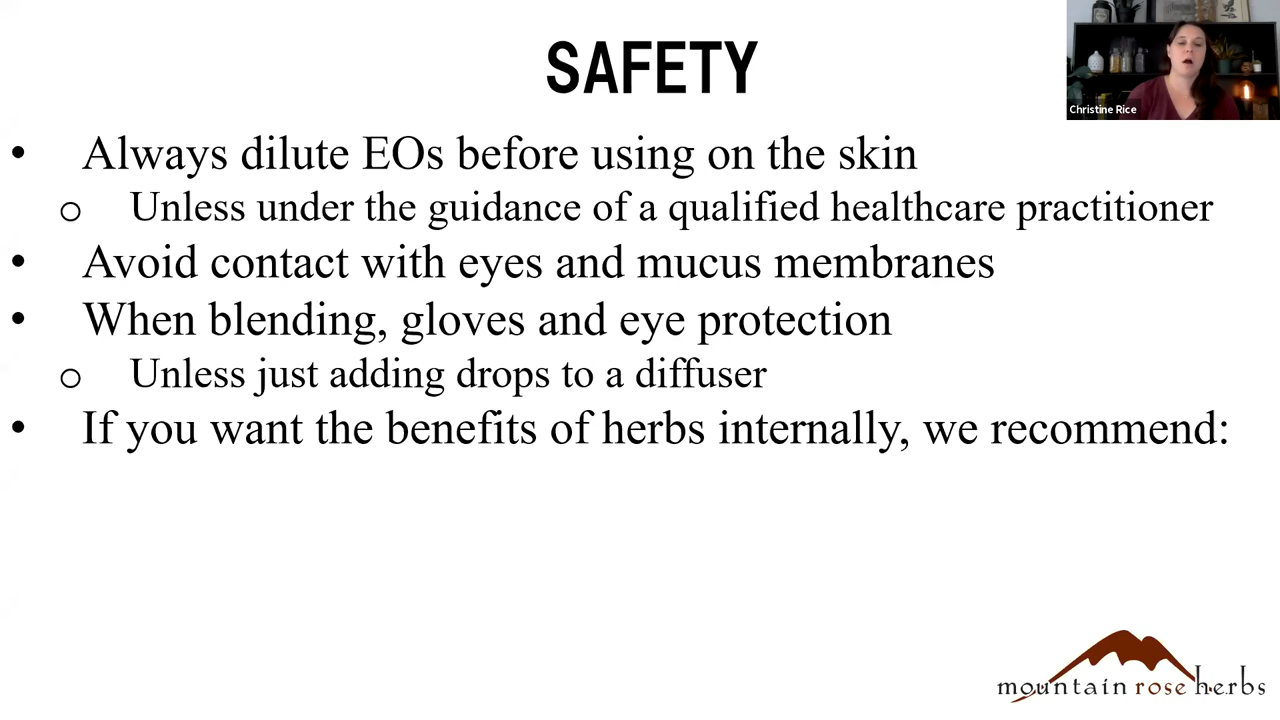 SAFETY
Christine Rice
• Always dilute EOs before using on the skin
o Unless under the guidance of a qualified healthcare practitioner
• Avoid contact with eyes and mucus membranes
• When blending, gloves and eye protection
o Unless just adding drops to a diffuser
• If you want the benefits of herbs internally, we recommend:
mountain rose herbs